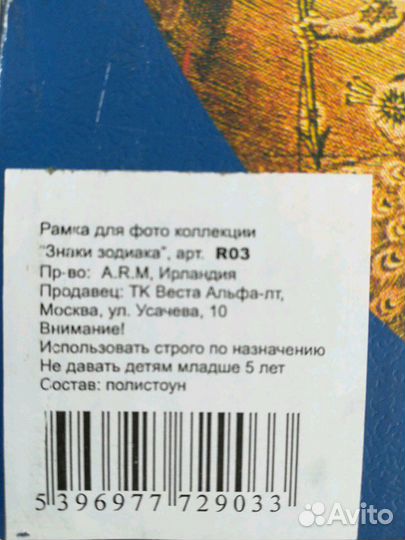 Рамка для фото коллекции
"Знаки зодиака", арт. R03
Пр-во: A.R.M, Ирландия
Продавец: ТК Веста Альфа-лт,
Москва, ул. Усачева, 10
Внимание!
Использовать строго по назначению
Не давать детям младше 5 лет
Состав: полистоун
5 396977 729033
Avito